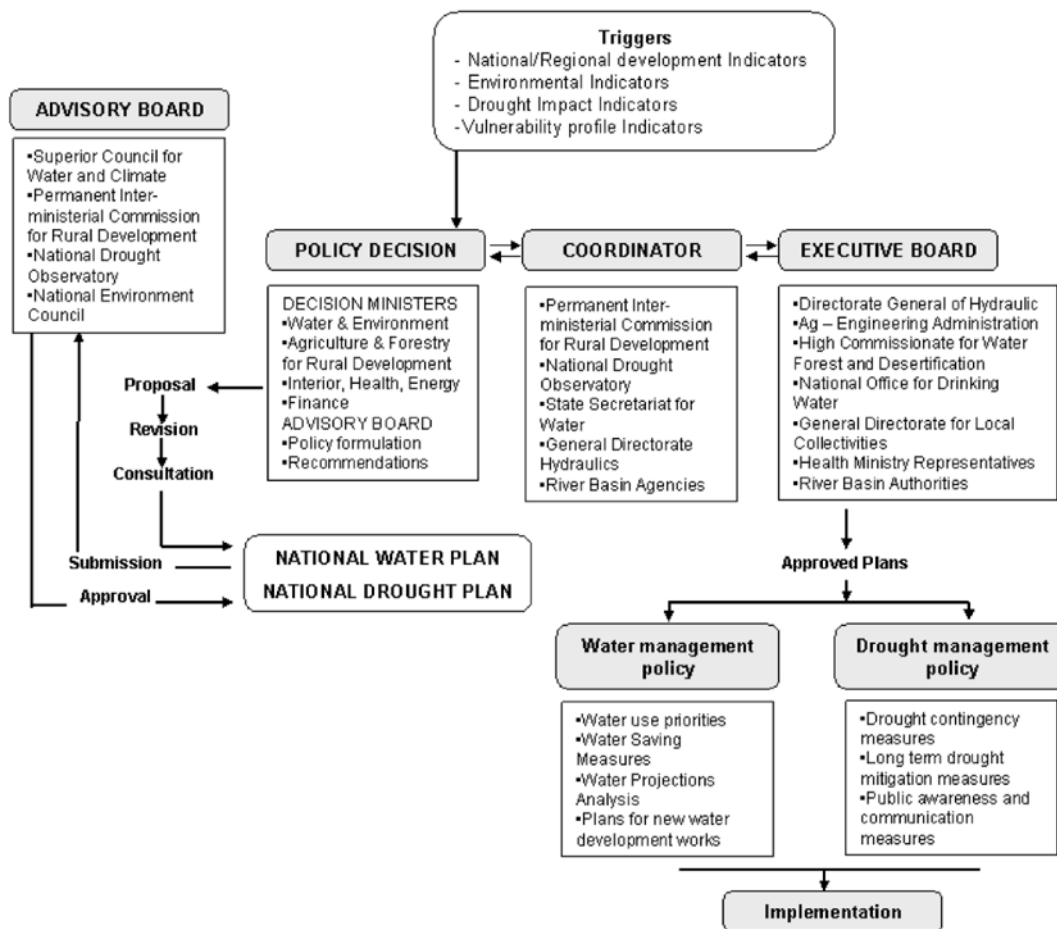 Triggers
- National/Regional development Indicators
- Environmental Indicators
- Drought Impact Indicators
-Vulnerability profile Indicators
ADVISORY BOARD
▪Superior Council for
Water and Climate
▪Permanent Inter-
ministerial Commission
for Rural Development
▪National Drought
Observatory
▪National Environment
Council
POLICY DECISION
DECISION MINISTERS
▪Water & Environment
▪Agriculture & Forestry
for Rural Development
▪Interior, Health, Energy
▪Finance
ADVISORY BOARD
▪Policy formulation
▪Recommendations
COORDINATOR
▪Permanent Inter-
ministerial Commission
for Rural Development
▪National Drought
Observatory
▪State Secretariat for
Water
▪General Directorate
Hydraulics
▪River Basin Agencies
EXECUTIVE BOARD
▪Directorate General of Hydraulic
▪Ag – Engineering Administration
▪High Commissionate for Water
Forest and Desertification
▪National Office for Drinking
Water
▪General Directorate for Local
Collectivities
▪Health Ministry Representatives
▪River Basin Authorities
Proposal
Revision
Consultation
Submission
Approval
NATIONAL WATER PLAN
NATIONAL DROUGHT PLAN
Approved Plans
Water management
policy
▪Water use priorities
▪Water Saving
Measures
▪Water Projections
Analysis
▪Plans for new water
development works
Drought management
policy
▪Drought contingency
measures
▪Long term drought
mitigation measures
▪Public awareness and
communication
measures
Implementation